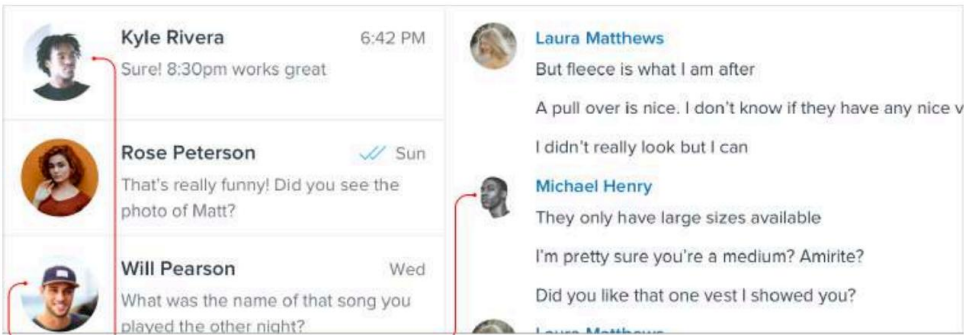 Kyle Rivera 6:42 PM
Sure! 8:30pm works great
Rose Peterson Sun
That's really funny! Did you see the
photo of Matt?
Will Pearson Wed
What was the name of that song you
played the other night?
Laura Matthews
But fleece is what I am after
A pull over is nice. I don't know if they have any nice v
I didn't really look but I can
Michael Henry
They only have large sizes available
I'm pretty sure you're a medium? Amirite?
Did you like that one vest I showed you?
Laura Matthews